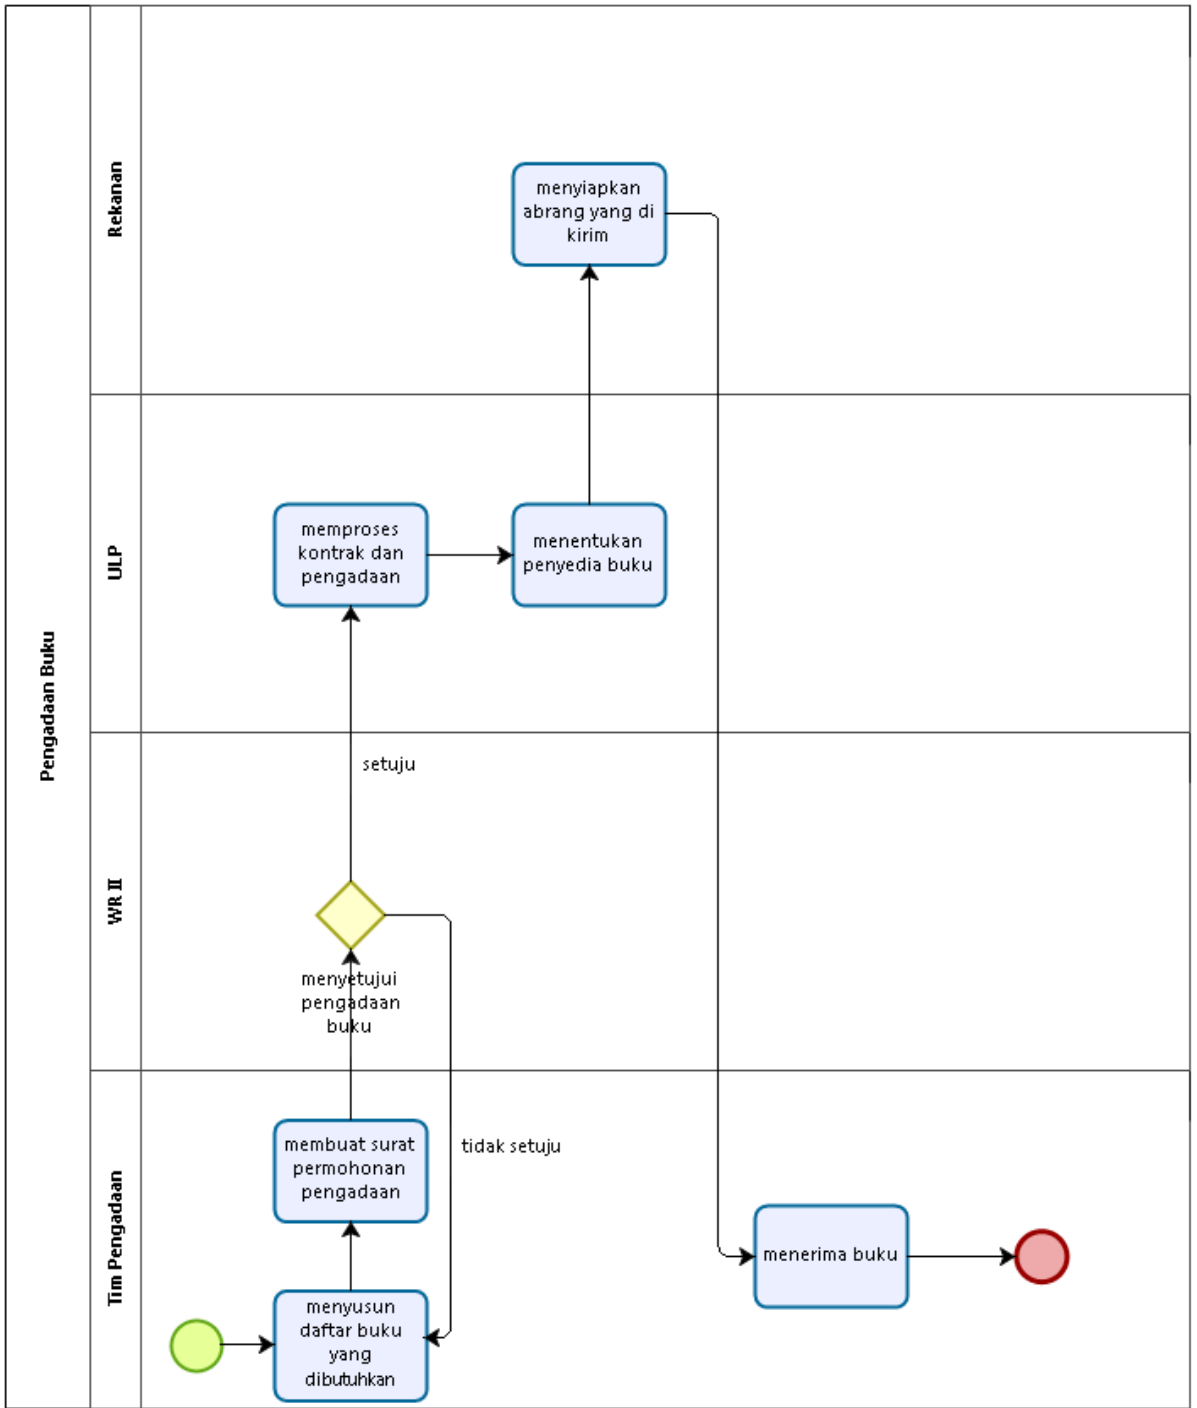 Pengadaan Buku
Rekanan
menyiapkan
abrang yang di
kirim
ULP
memproses
kontrak dan
pengadaan
menentukan
penyedia buku
WR II
setuju
menyetujui
pengadaan
buku
Tim Pengadaan
membuat surat
permohonan
pengadaan
tidak setuju
menerima buku
menyusun
daftar buku
yang
dibutuhkan